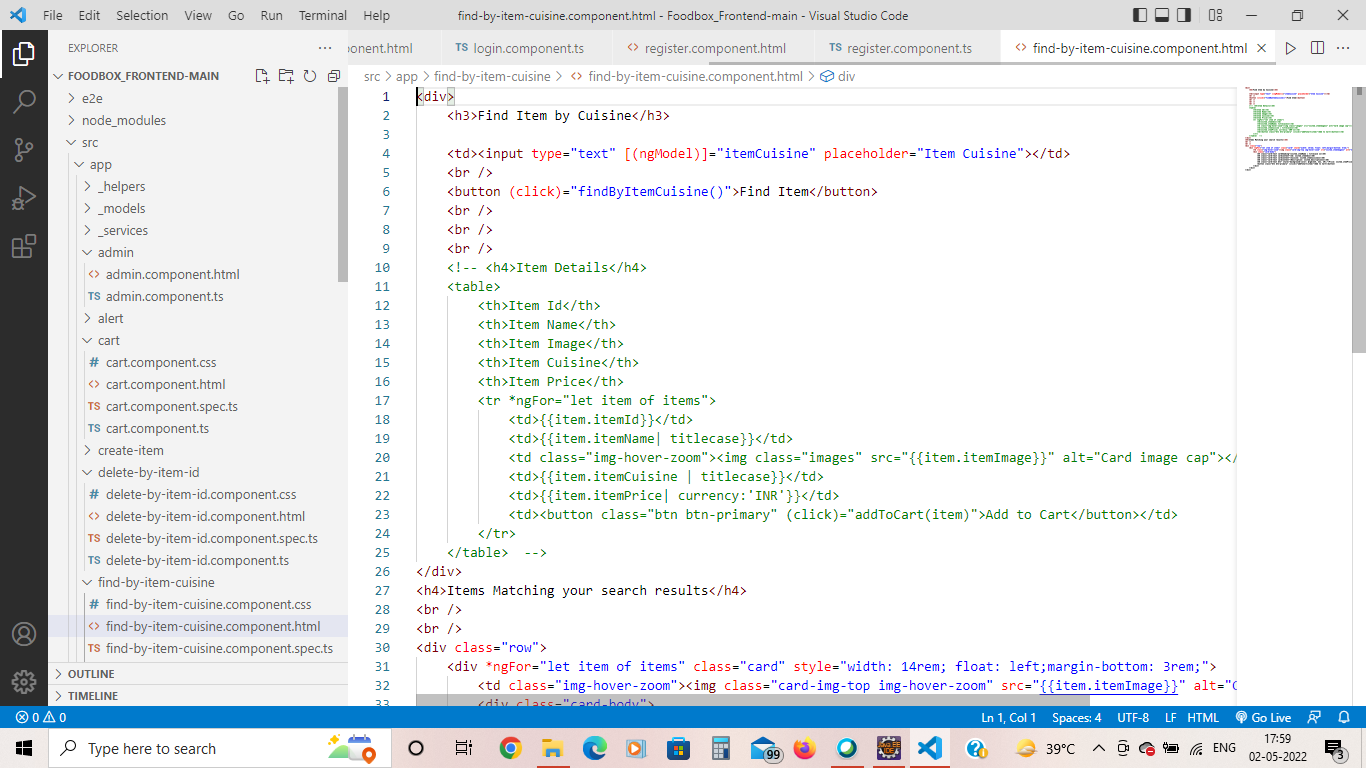 File Edit Selection View Go Run Terminal Help find-by-item-cuisine.component.html - Foodbox_Frontend-main - Visual Studio Code
EXPLORER ···
onent.html TS login.component.ts <> register.component.html TS register.component.ts <> find-by-item-cuisine.component.html
src > app > find-by-item-cuisine > <> find-by-item-cuisine.component.html > div
FOODBOX_FRONTEND-MAIN
e2e
node_modules
src
app
_helpers
_models
_services
admin
<> admin.component.html
TS admin.component.ts
alert
cart
# cart.component.css
<> cart.component.html
TS cart.component.spec.ts
TS cart.component.ts
create-item
delete-by-item-id
# delete-by-item-id.component.css
<> delete-by-item-id.component.html
TS delete-by-item-id.component.spec.ts
TS delete-by-item-id.component.ts
find-by-item-cuisine
# find-by-item-cuisine.component.css
<> find-by-item-cuisine.component.html
TS find-by-item-cuisine.component.spec.ts
OUTLINE
TIMELINE
1 <div>
2 <h3>Find Item by Cuisine</h3>
3
4 <td><input type="text" [(ngModel)]="itemCuisine" placeholder="Item Cuisine"></td>
5 <br />
6 <button (click)="findByItemCuisine()">Find Item</button>
7 <br />
8 <br />
9 <br />
10 <!-- <h4>Item Details</h4>
11 <table>
12 <th>Item Id</th>
13 <th>Item Name</th>
14 <th>Item Image</th>
15 <th>Item Cuisine</th>
16 <th>Item Price</th>
17 <tr *ngFor="let item of items">
18 <td>{{item.itemId}}</td>
19 <td>{{item.itemName| titlecase}}</td>
20 <td class="img-hover-zoom"><img class="images" src="{{item.itemImage}}" alt="Card image cap"></
21 <td>{{item.itemCuisine | titlecase}}</td>
22 <td>{{item.itemPrice| currency:'INR'}}</td>
23 <td><button class="btn btn-primary" (click)="addToCart(item)">Add to Cart</button></td>
24 </tr>
25 </table> -->
26 </div>
27 <h4>Items Matching your search results</h4>
28 <br />
29 <br />
30 <div class="row">
31 <div *ngFor="let item of items" class="card" style="width: 14rem; float: left;margin-bottom: 3rem;">
32 <td class="img-hover-zoom"><img class="card-img-top img-hover-zoom" src="{{item.itemImage}}" alt="C
33 <div class="card-body">
0 0 Ln 1, Col 1 Spaces: 4 UTF-8 LF HTML Go Live
Type here to search 99 39°C ENG 17:59
02-05-2022 3